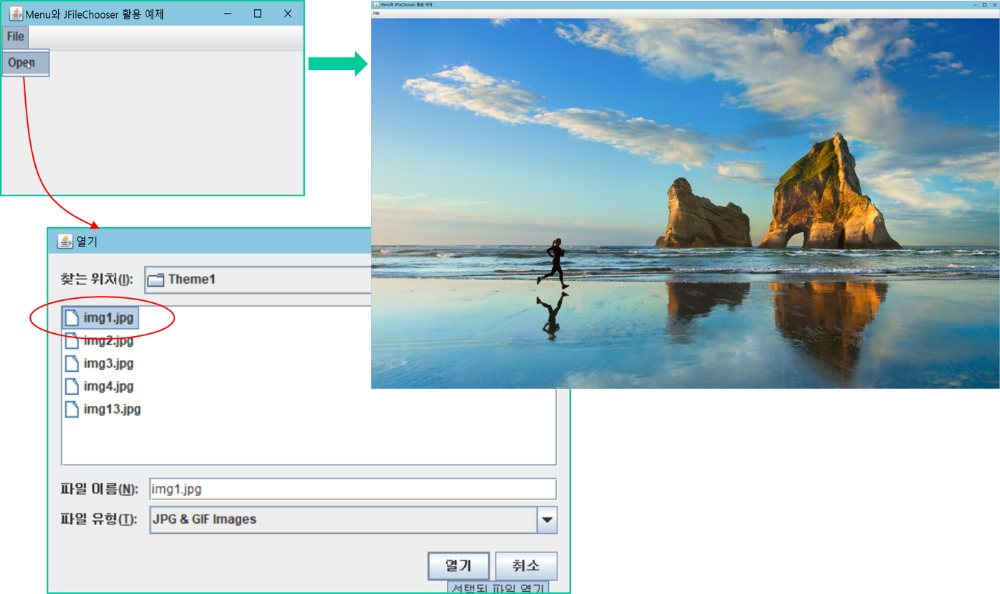 Menu와 JFileChooser 활용 예제
File
Open
Menu와 JFileChooser 활용 예제
File
열기
찾는 위치(I):
Theme1
img1.jpg
img2.jpg
img3.jpg
img4.jpg
img13.jpg
파일 이름(N):
img1.jpg
파일 유형(T):
JPG & GIF Images
열기
취소
선택된 파일 열기